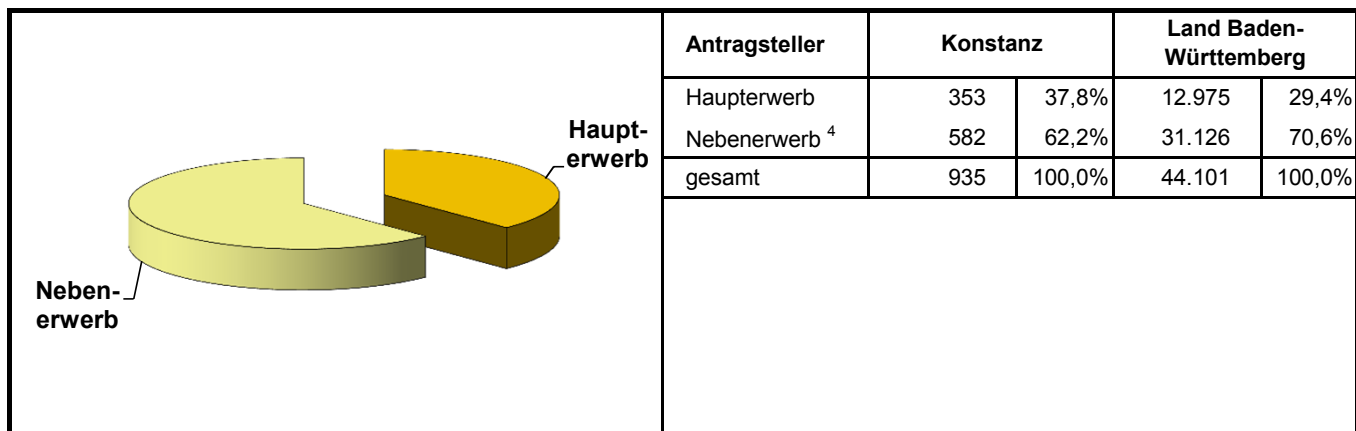 Haupt-
erwerb
Neben-
erwerb
Antragsteller Konstanz Land Baden-
Württemberg
Haupterwerb 353 37,8% 12.975 29,4%
Nebenerwerb 4 582 62,2% 31.126 70,6%
gesamt 935 100,0% 44.101 100,0%